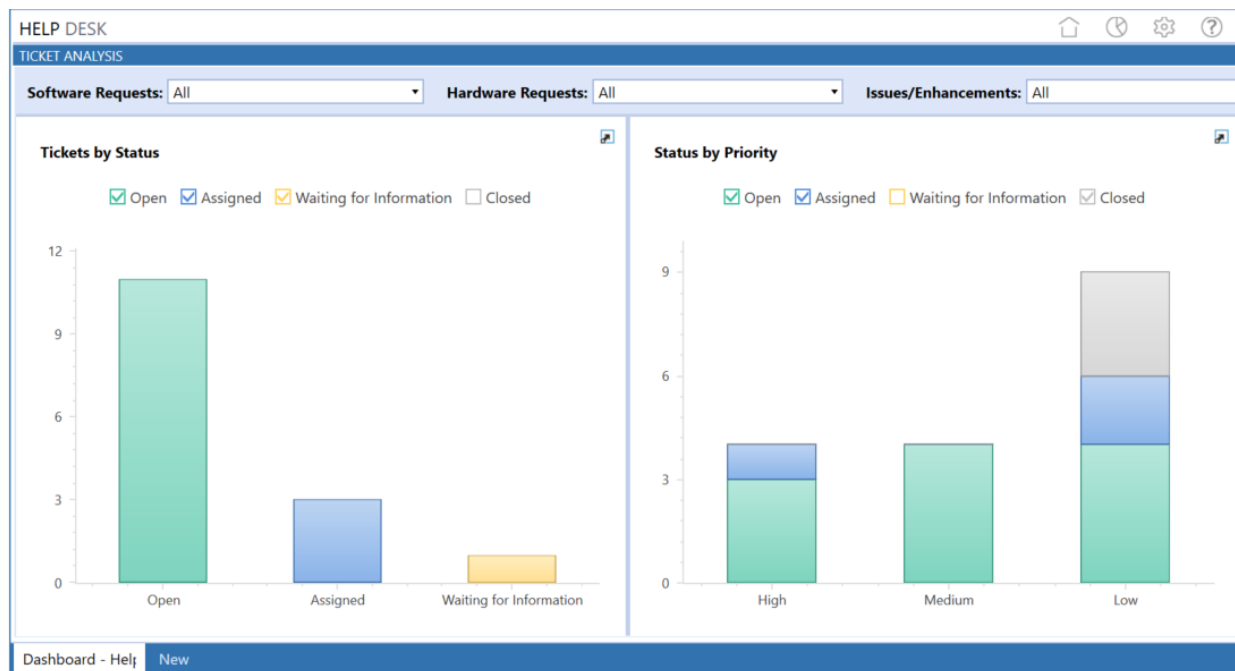 HELP DESK
TICKET ANALYSIS
Software Requests: All
Hardware Requests: All
Issues/Enhancements: All
Tickets by Status
Open Assigned Waiting for Information Closed
12
9
6
3
0
Open Assigned Waiting for Information
Status by Priority
Open Assigned Waiting for Information Closed
9
6
3
0
High Medium Low
Dashboard - Help New